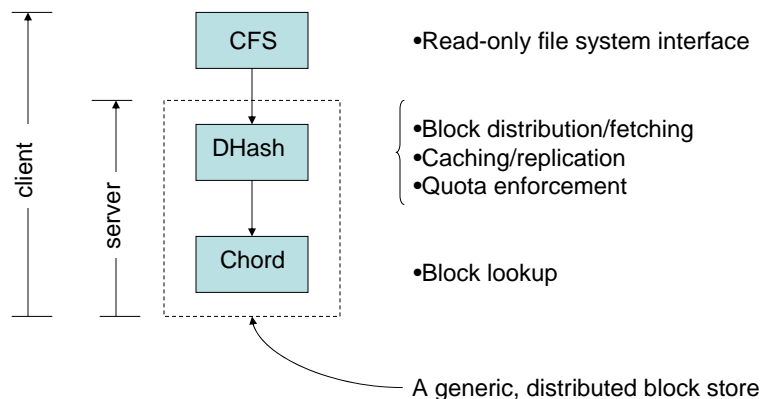 CFS
•Read-only file system interface
DHash
•Block distribution/fetching
•Caching/replication
•Quota enforcement
client
server
Chord
•Block lookup
A generic, distributed block store